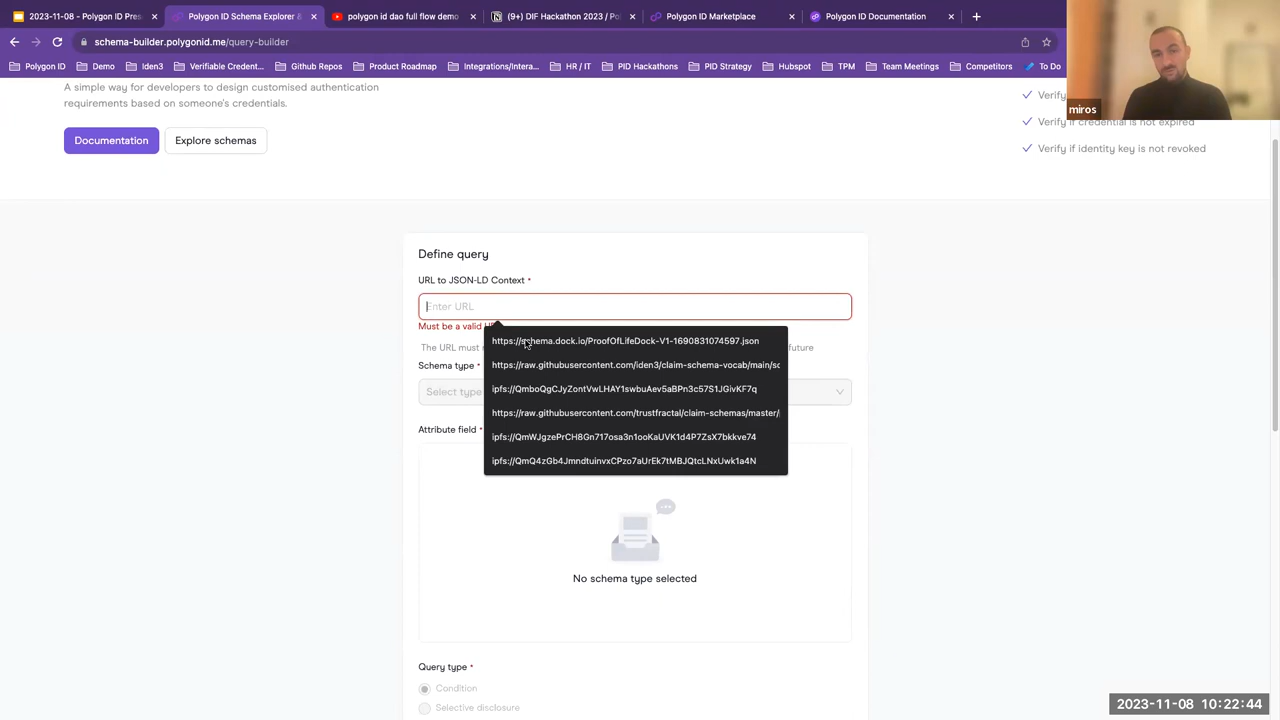 2023-11-08 - Polygon ID Pres
Polygon ID Schema Explorer &
polygon id dao full flow demo
(9+) DIF Hackathon 2023 / Po
Polygon ID Marketplace
Polygon ID Documentation
schema-builder.polygonid.me/query-builder
Polygon ID
Demo
Iden3
Verifiable Credent...
Github Repos
Product Roadmap
Integrations/Intera...
HR / IT
PID Hackathons
PID Strategy
Hubspot
TPM
Team Meetings
Competitors
To Do
A simple way for developers to design customised authentication
requirements based on someone's credentials.
Documentation
Explore schemas
Verify
Verify if credential is not expired
Verify if identity key is not revoked
miros
Define query
URL to JSON-LD Context *
Enter URL
Must be a valid
The URL must
future
https://schema.dock.io/ProofOfLifeDock-V1-1690831074597.json
https://raw.githubusercontent.com/iden3/claim-schema-vocab/main/sc
ipfs://QmboQgCJyZontVwLHAY1swbuAev5aBPn3c57S1JGivKF7q
https://raw.githubusercontent.com/trustfractal/claim-schemas/master/
ipfs://QmWJgzePrCH8Gn717osa3n1ooKaUVK1d4P7ZsX7bkkve74
ipfs://QmQ4zGb4JmndtuinvxCPzo7aUrEk7tMBJQtcLNxUwk1a4N
Schema type *
Select type
Attribute field *
No schema type selected
Query type *
Condition
Selective disclosure
2023-11-08 10:22:44